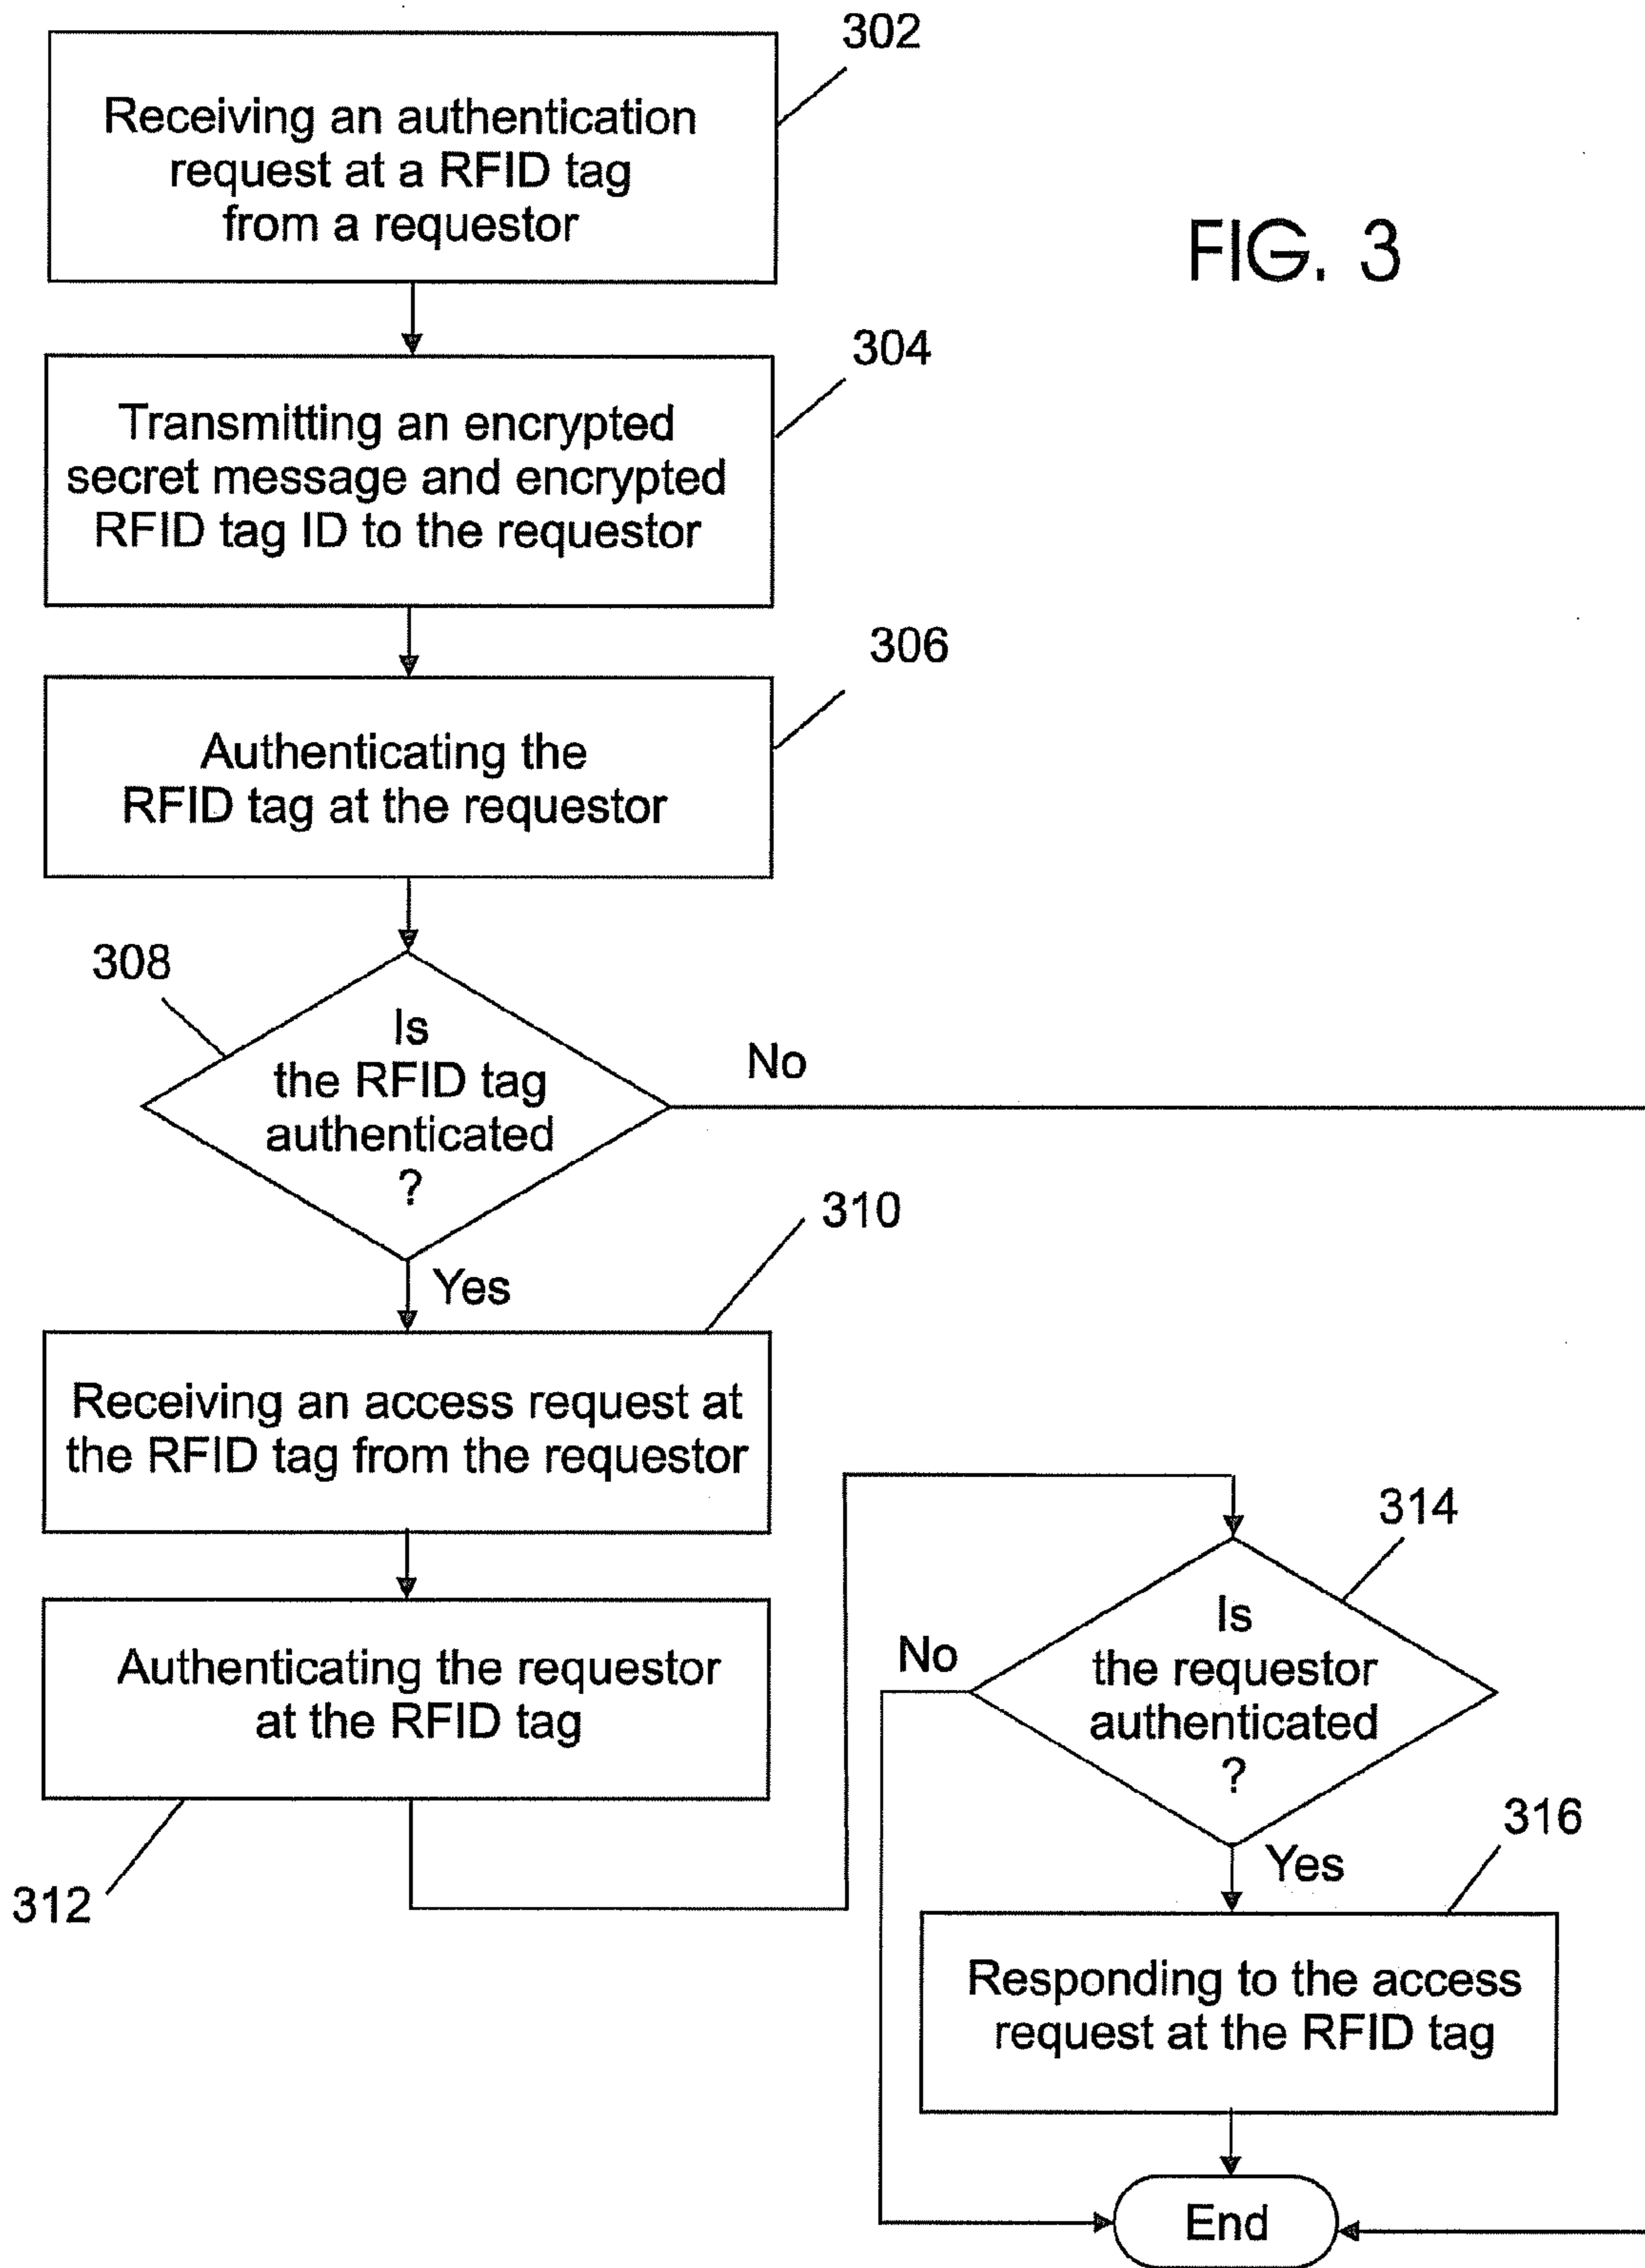 302
Receiving an authentication
request at a RFID tag
from a requestor
FIG. 3
304
Transmitting an encrypted
secret message and encrypted
RFID tag ID to the requestor
306
Authenticating the
RFID tag at the requestor
308
Is
the RFID tag
authenticated
?
No
Yes
310
Receiving an access request at
the RFID tag from the requestor
Authenticating the requestor
at the RFID tag
312
314
Is
the requestor
authenticated
?
No
Yes
316
Responding to the access
request at the RFID tag
End